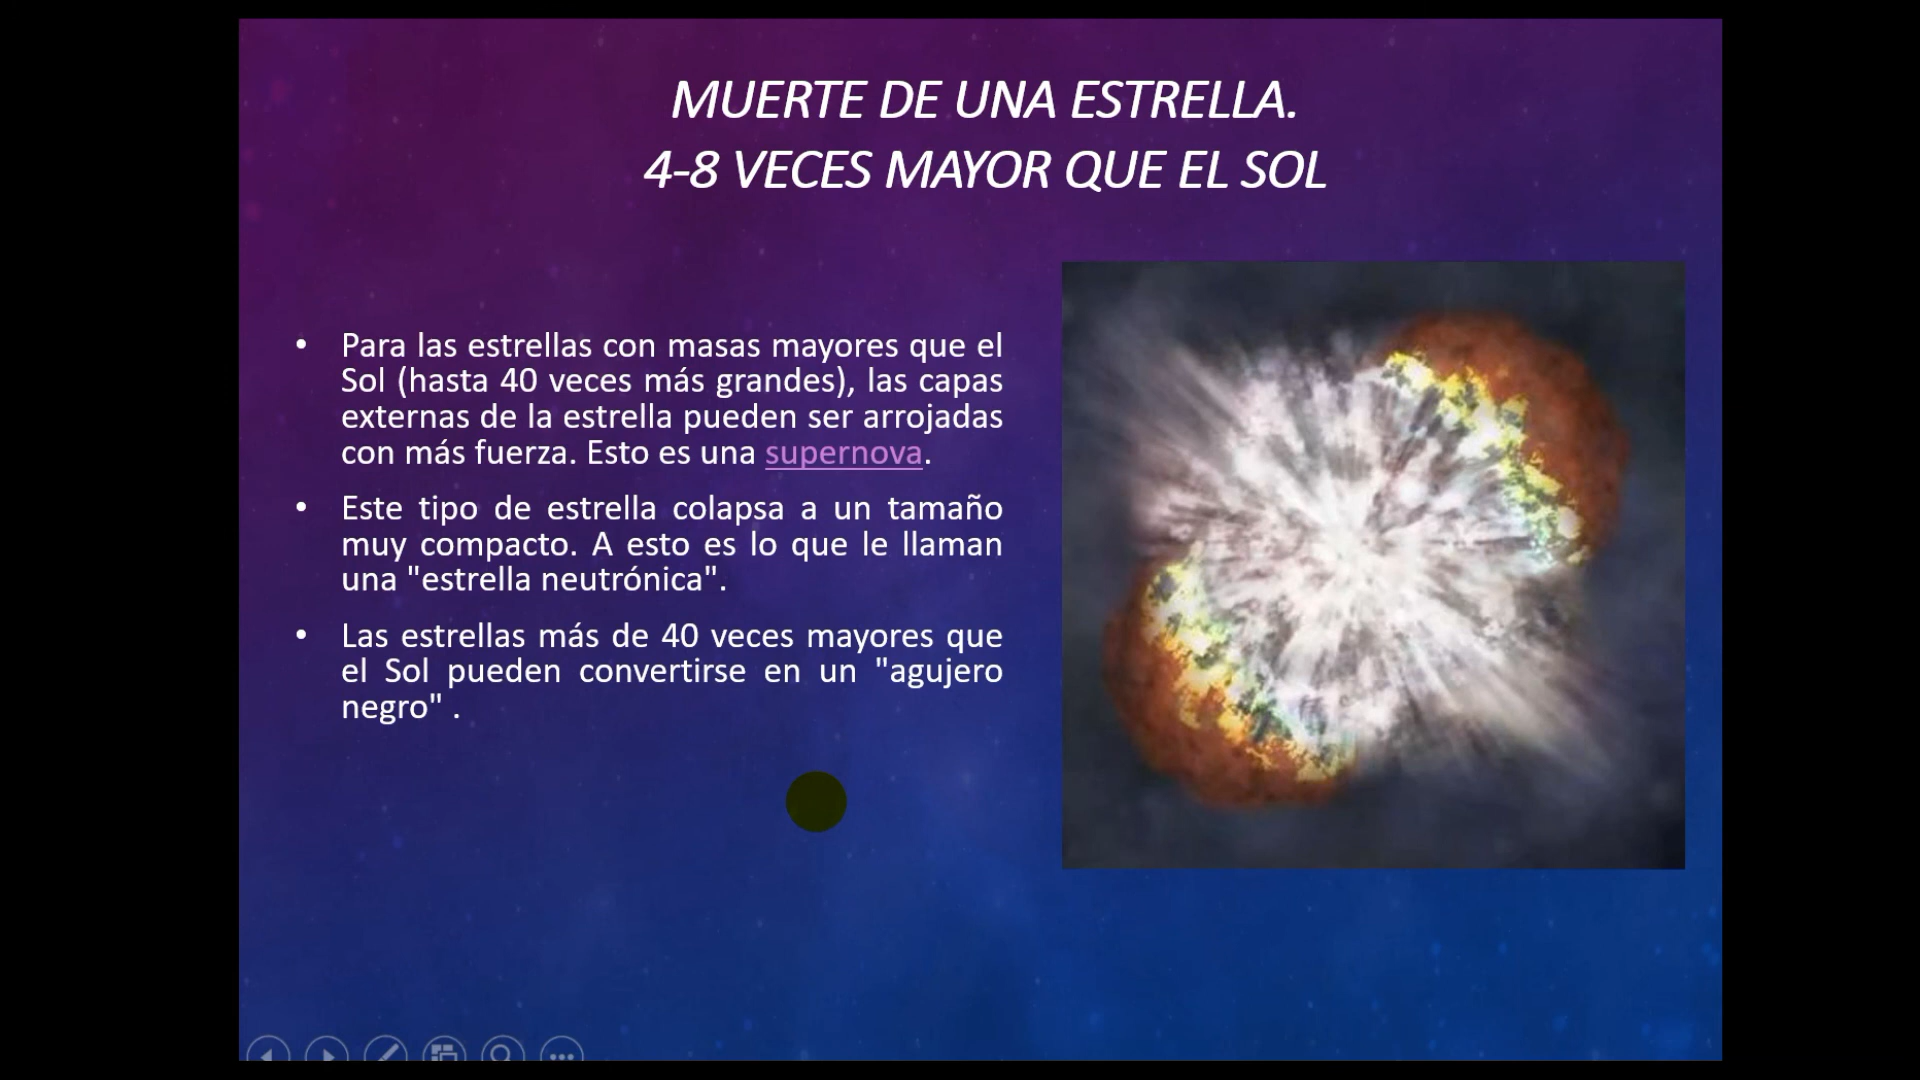 MUERTE DE UNA ESTRELLA.
4-8 VECES MAYOR QUE EL SOL
• Para las estrellas con masas mayores que el
Sol (hasta 40 veces más grandes), las capas
externas de la estrella pueden ser arrojadas
con más fuerza. Esto es una supernova.
• Este tipo de estrella colapsa a un tamaño
muy compacto. A esto es lo que le llaman
una "estrella neutrónica".
• Las estrellas más de 40 veces mayores que
el Sol pueden convertirse en un "agujero
negro" .